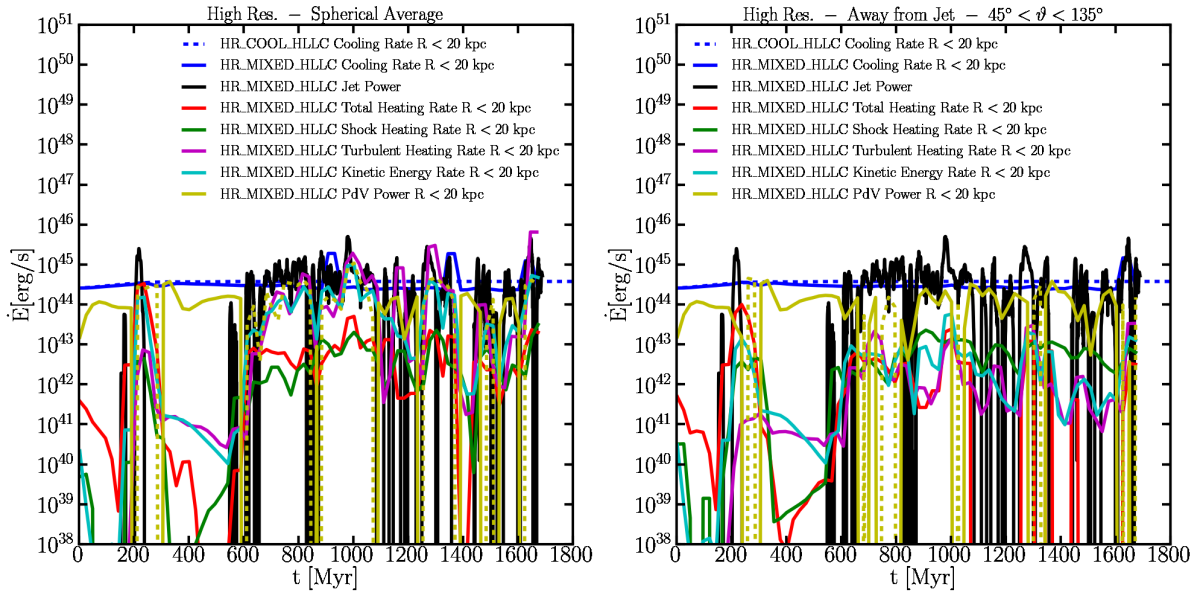 High Res. − Spherical Average
10^51
10^50
10^49
10^48
10^47
10^46
10^45
10^44
10^43
10^42
10^41
10^40
10^39
10^38
Ė[erg/s]
HR_COOL_HLLC Cooling Rate R < 20 kpc
HR_MIXED_HLLC Cooling Rate R < 20 kpc
HR_MIXED_HLLC Jet Power
HR_MIXED_HLLC Total Heating Rate R < 20 kpc
HR_MIXED_HLLC Shock Heating Rate R < 20 kpc
HR_MIXED_HLLC Turbulent Heating Rate R < 20 kpc
HR_MIXED_HLLC Kinetic Energy Rate R < 20 kpc
HR_MIXED_HLLC PdV Power R < 20 kpc
0 200 400 600 800 1000 1200 1400 1600 1800
t [Myr]
High Res. − Away from Jet − 45° < ϑ < 135°
10^51
10^50
10^49
10^48
10^47
10^46
10^45
10^44
10^43
10^42
10^41
10^40
10^39
10^38
Ė[erg/s]
HR_COOL_HLLC Cooling Rate R < 20 kpc
HR_MIXED_HLLC Cooling Rate R < 20 kpc
HR_MIXED_HLLC Jet Power
HR_MIXED_HLLC Total Heating Rate R < 20 kpc
HR_MIXED_HLLC Shock Heating Rate R < 20 kpc
HR_MIXED_HLLC Turbulent Heating Rate R < 20 kpc
HR_MIXED_HLLC Kinetic Energy Rate R < 20 kpc
HR_MIXED_HLLC PdV Power R < 20 kpc
0 200 400 600 800 1000 1200 1400 1600 1800
t [Myr]